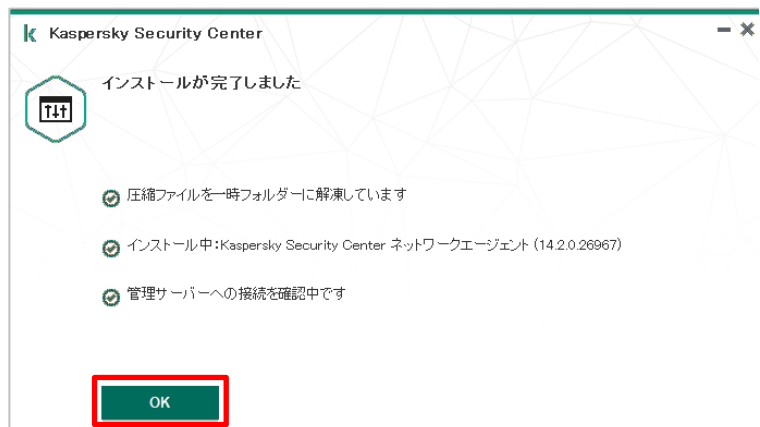 Kaspersky Security Center
インストールが完了しました
圧縮ファイルを一時フォルダーに解凍しています
インストール中:Kaspersky Security Center ネットワークエージェント (14.2.0.26967)
管理サーバーへの接続を確認中です
OK